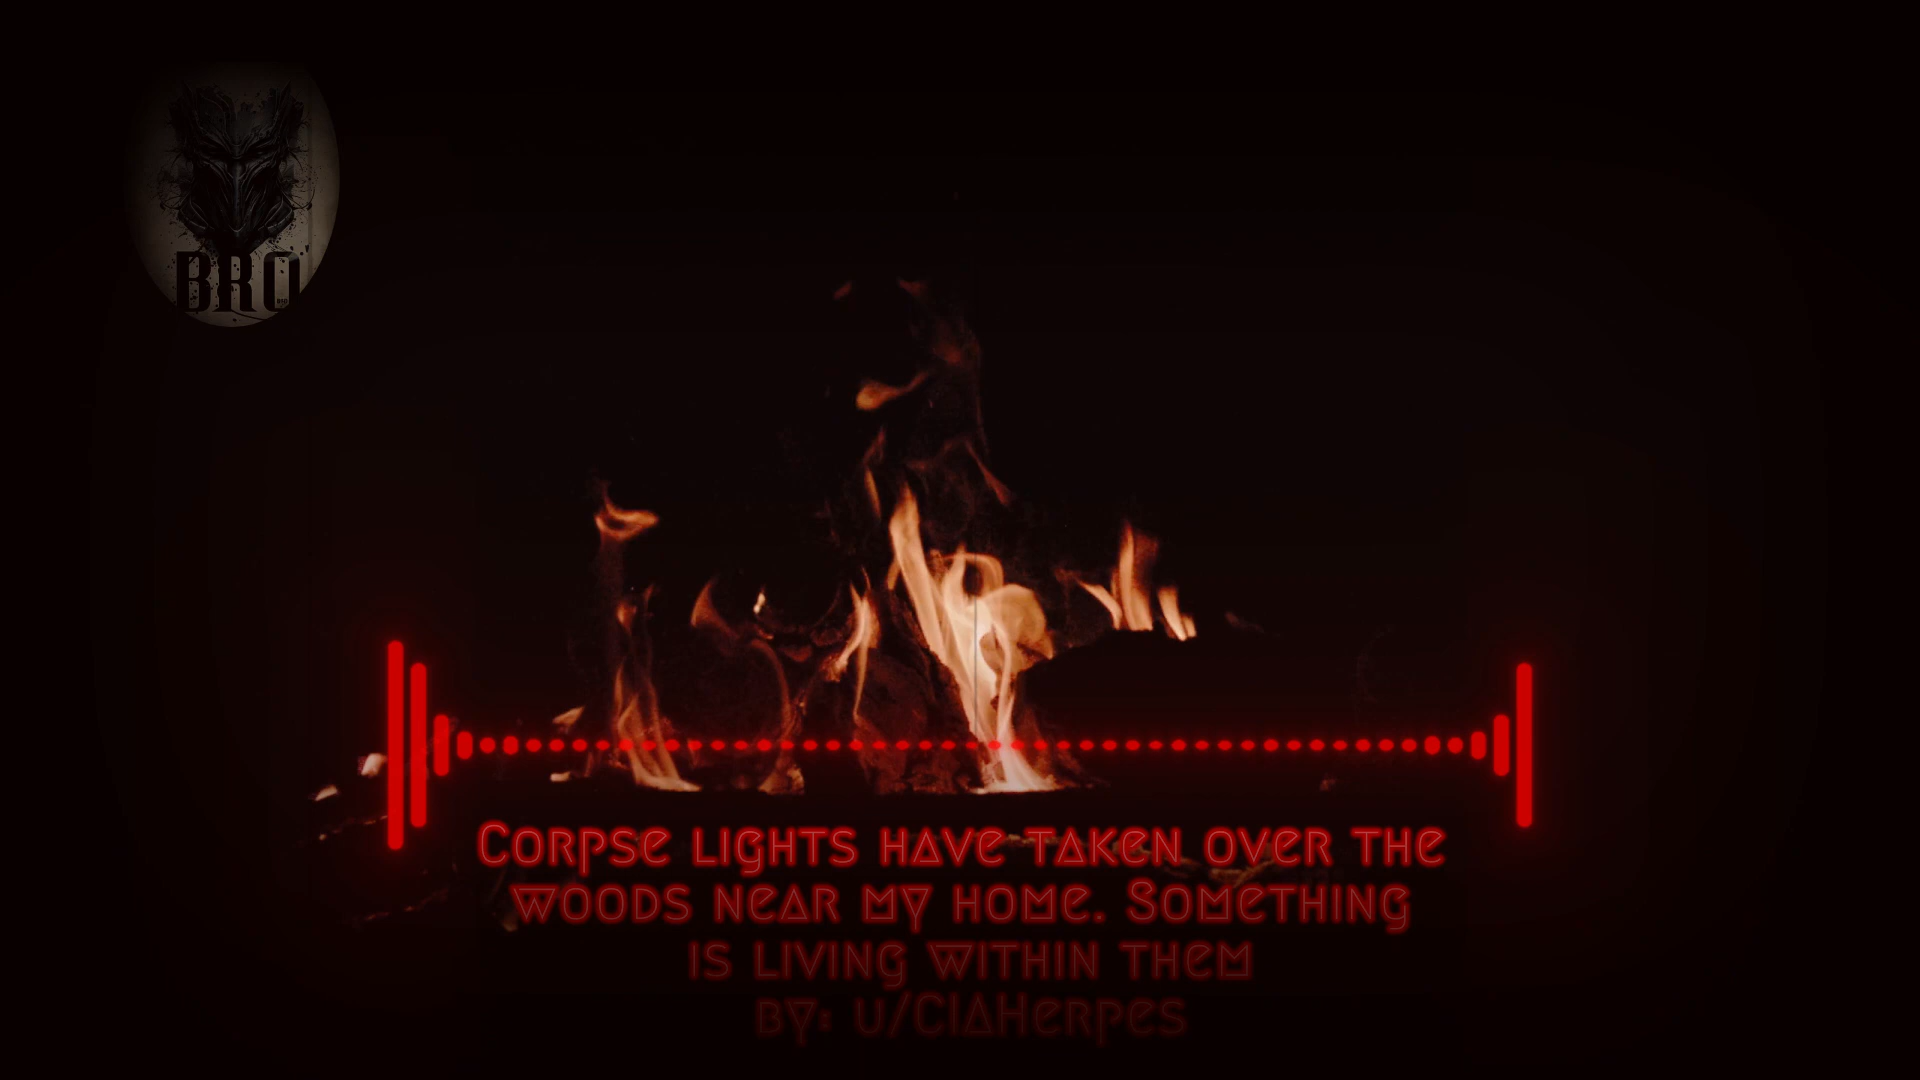 BRO
Corpse lights have taken over the
woods near my home. Something
is living within them
by: u/CIAHerpes